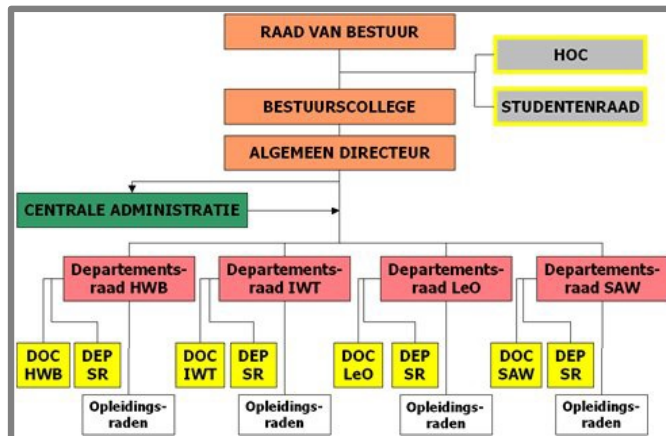 RAAD VAN BESTUUR
HOC
STUDENTENRAAD
BESTUURSCOLLEGE
ALGEMEEN DIRECTEUR
CENTRALE ADMINISTRATIE
Departements-
raad HWB
Departements-
raad IWT
Departements-
raad LeO
Departements-
raad SAW
DOC
HWB
DEP
SR
DOC
IWT
DEP
SR
DOC
LeO
DEP
SR
DOC
SAW
DEP
SR
Opleidings-
raden
Opleidings-
raden
Opleidings-
raden
Opleidings-
raden